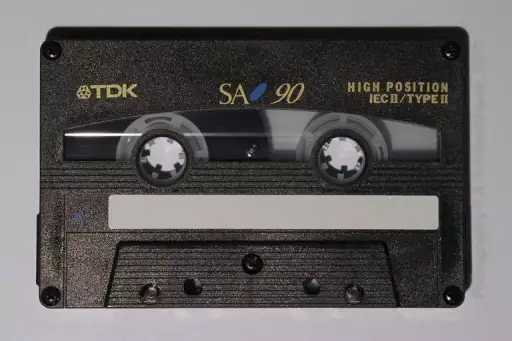 TDK
SA 90
HIGH POSITION
IEC II / TYPE II